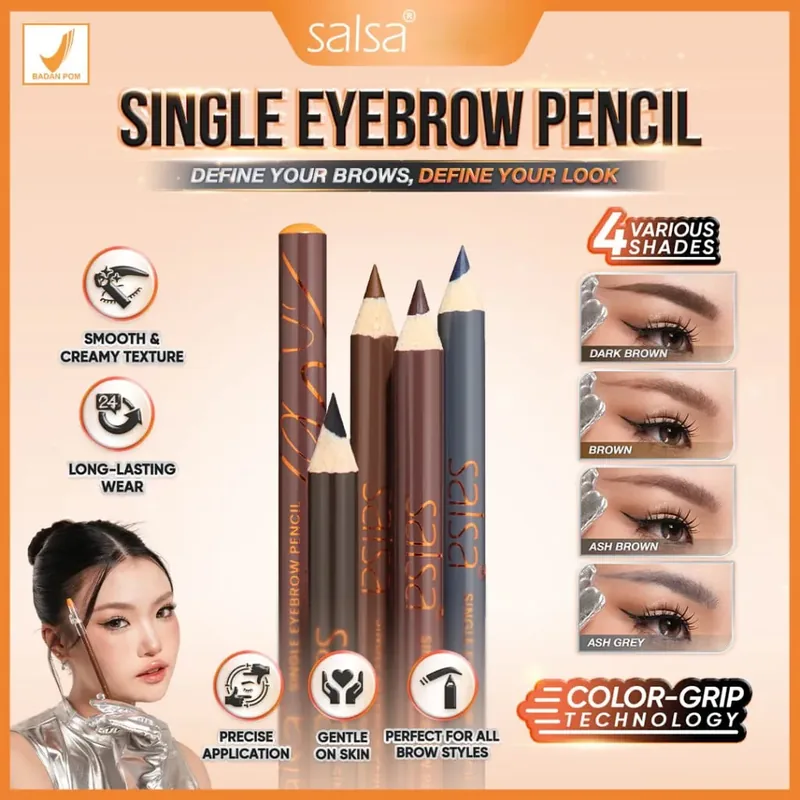 salsa®
BADAN POM
SINGLE EYEBROW PENCIL
DEFINE YOUR BROWS, DEFINE YOUR LOOK
4 VARIOUS
SHADES
SMOOTH &
CREAMY TEXTURE
24
LONG-LASTING
WEAR
SINGLE EYEBROW PENCIL
salsa
salsa
salsa
DARK BROWN
BROWN
ASH BROWN
ASH GREY
PRECISE
APPLICATION
GENTLE
ON SKIN
PERFECT FOR ALL
BROW STYLES
COLOR-GRIP
TECHNOLOGY